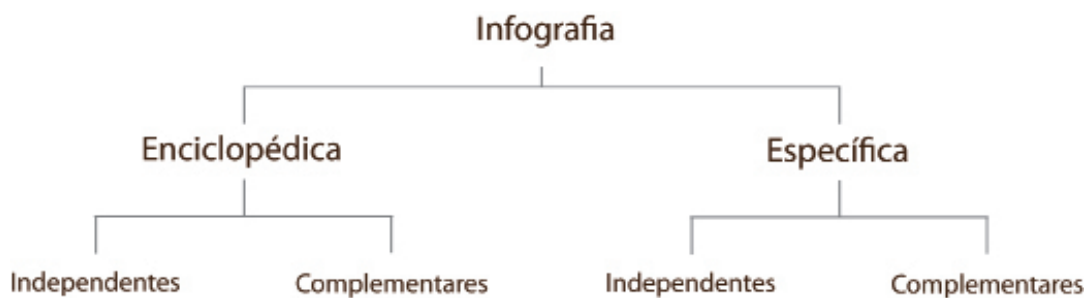 Infografia
Enciclopédica Específica
Independentes Complementares Independentes Complementares